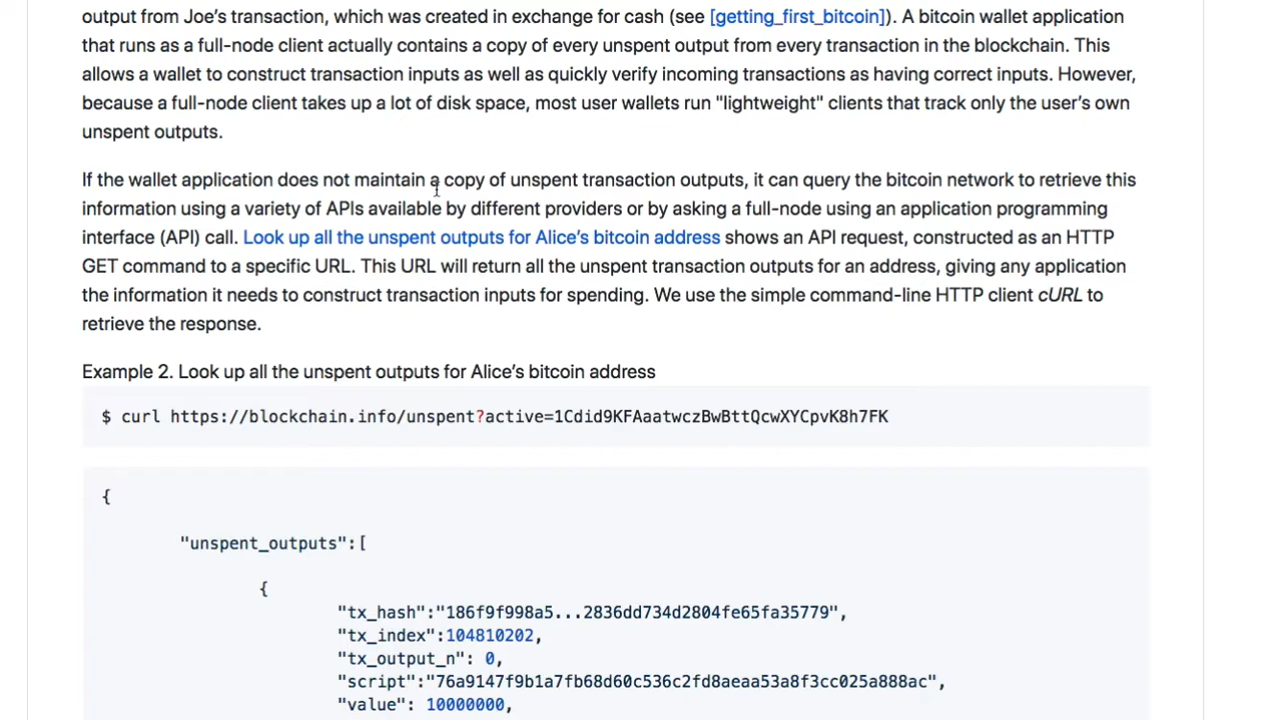 output from Joe's transaction, which was created in exchange for cash (see [getting_first_bitcoin]). A bitcoin wallet application
that runs as a full-node client actually contains a copy of every unspent output from every transaction in the blockchain. This
allows a wallet to construct transaction inputs as well as quickly verify incoming transactions as having correct inputs. However,
because a full-node client takes up a lot of disk space, most user wallets run "lightweight" clients that track only the user's own
unspent outputs.
If the wallet application does not maintain a copy of unspent transaction outputs, it can query the bitcoin network to retrieve this
information using a variety of APIs available by different providers or by asking a full-node using an application programming
interface (API) call. Look up all the unspent outputs for Alice's bitcoin address shows an API request, constructed as an HTTP
GET command to a specific URL. This URL will return all the unspent transaction outputs for an address, giving any application
the information it needs to construct transaction inputs for spending. We use the simple command-line HTTP client cURL to
retrieve the response.
Example 2. Look up all the unspent outputs for Alice's bitcoin address
$ curl https://blockchain.info/unspent?active=1Cdid9KFAaatwczBwBttQcwXYCpvK8h7FK
{
"unspent_outputs":[
{
"tx_hash":"186f9f998a5...2836dd734d2804fe65fa35779",
"tx_index":104810202,
"tx_output_n": 0,
"script":"76a9147f9b1a7fb68d60c536c2fd8aeaa53a8f3cc025a888ac",
"value": 10000000,